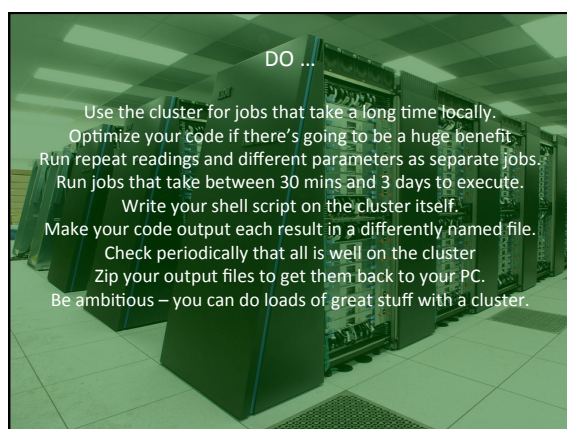 DO ...
Use the cluster for jobs that take a long time locally.
Optimize your code if there’s going to be a huge benefit
Run repeat readings and different parameters as separate jobs.
Run jobs that take between 30 mins and 3 days to execute.
Write your shell script on the cluster itself.
Make your code output each result in a differently named file.
Check periodically that all is well on the cluster
Zip your output files to get them back to your PC.
Be ambitious – you can do loads of great stuff with a cluster.